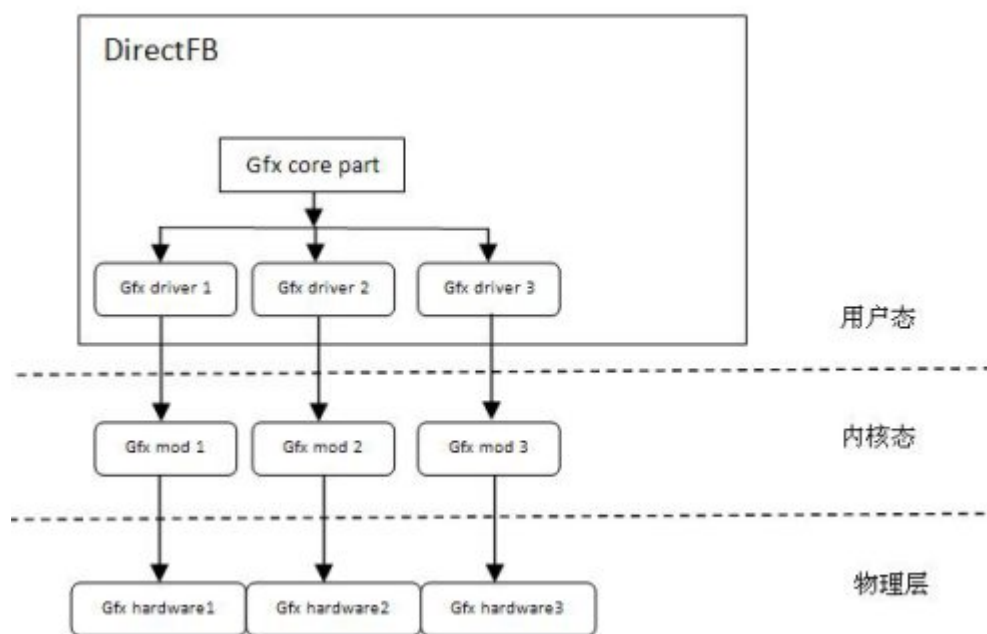 DirectFB
Gfx core part
Gfx driver 1
Gfx driver 2
Gfx driver 3
用户态
Gfx mod 1
Gfx mod 2
Gfx mod 3
内核态
Gfx hardware1
Gfx hardware2
Gfx hardware3
物理层